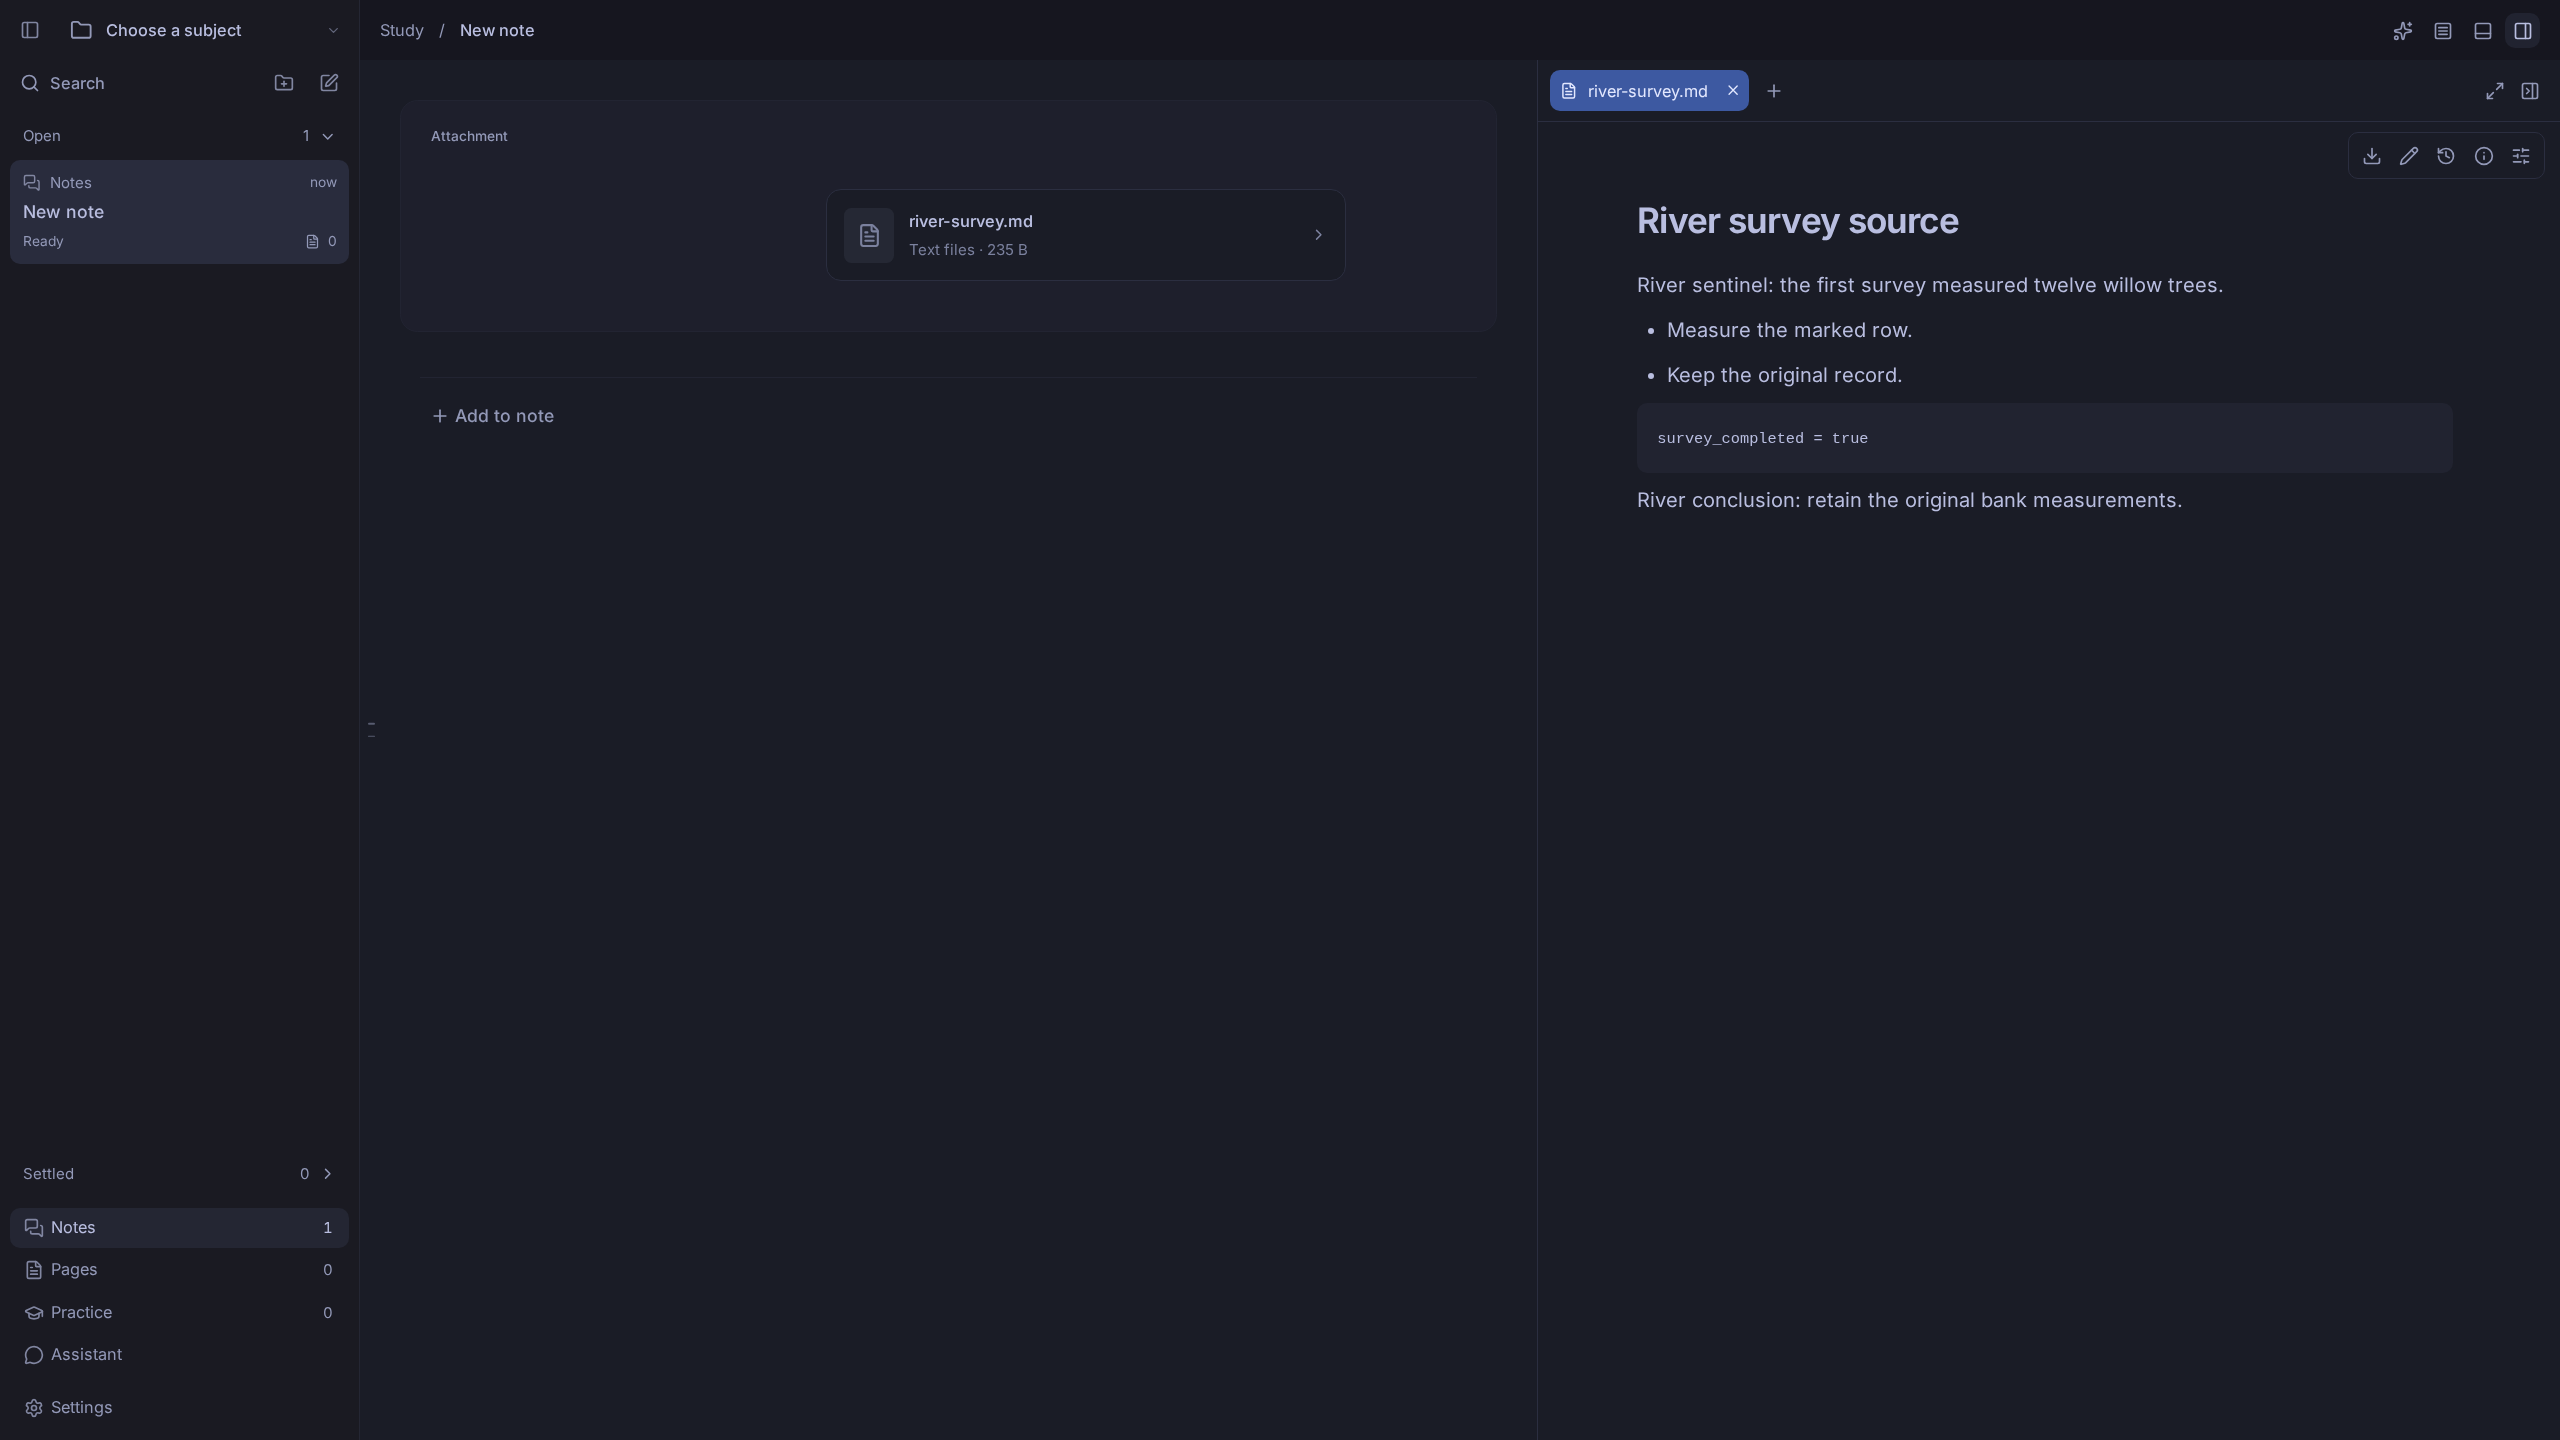 Choose a subject
Search
Open 1
Notes now
New note
Ready 0
Settled 0
Notes 1
Pages 0
Practice 0
Assistant
Settings
Study / New note
Attachment
river-survey.md
Text files · 235 B
Add to note
river-survey.md
River survey source
River sentinel: the first survey measured twelve willow trees.
• Measure the marked row.
• Keep the original record.
survey_completed = true
River conclusion: retain the original bank measurements.